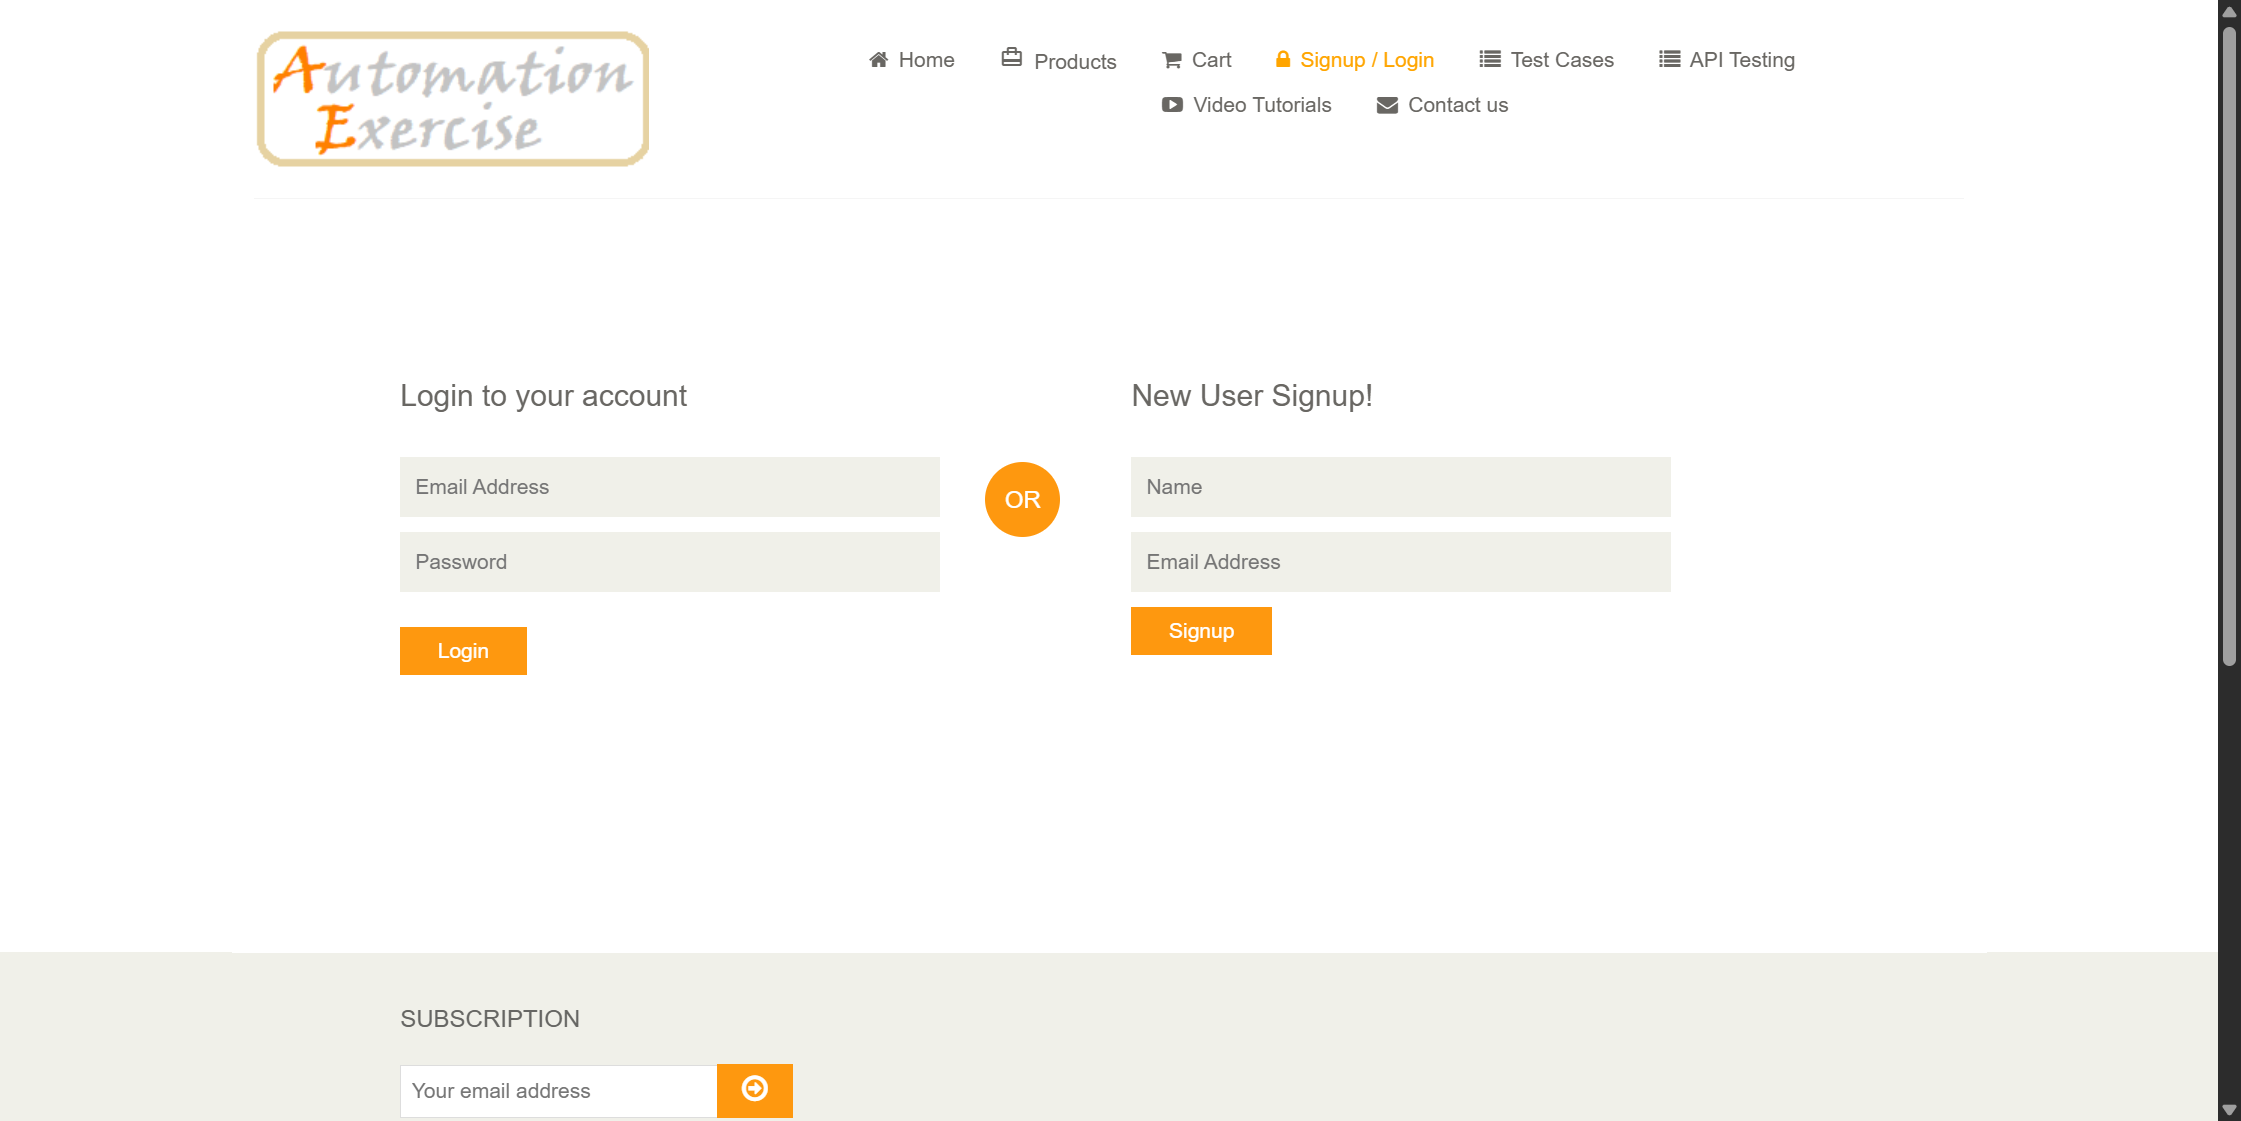 Automation
Exercise
Home Products Cart Signup / Login Test Cases API Testing
Video Tutorials Contact us
Login to your account
Email Address
Password
Login
OR
New User Signup!
Name
Email Address
Signup
SUBSCRIPTION
Your email address